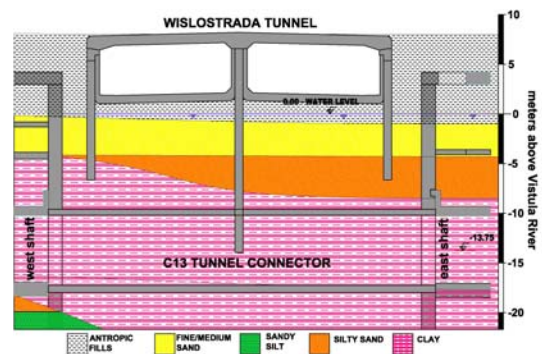 WISLOSTRADA TUNNEL
10
5
0.00 - WATER LEVEL
0
-5
meters above Vistula River
-10
-13.75
west shaft
east shaft
C13 TUNNEL CONNECTOR
-15
-20
ANTROPIC FILLS
FINE/MEDIUM SAND
SANDY SILT
SILTY SAND
CLAY